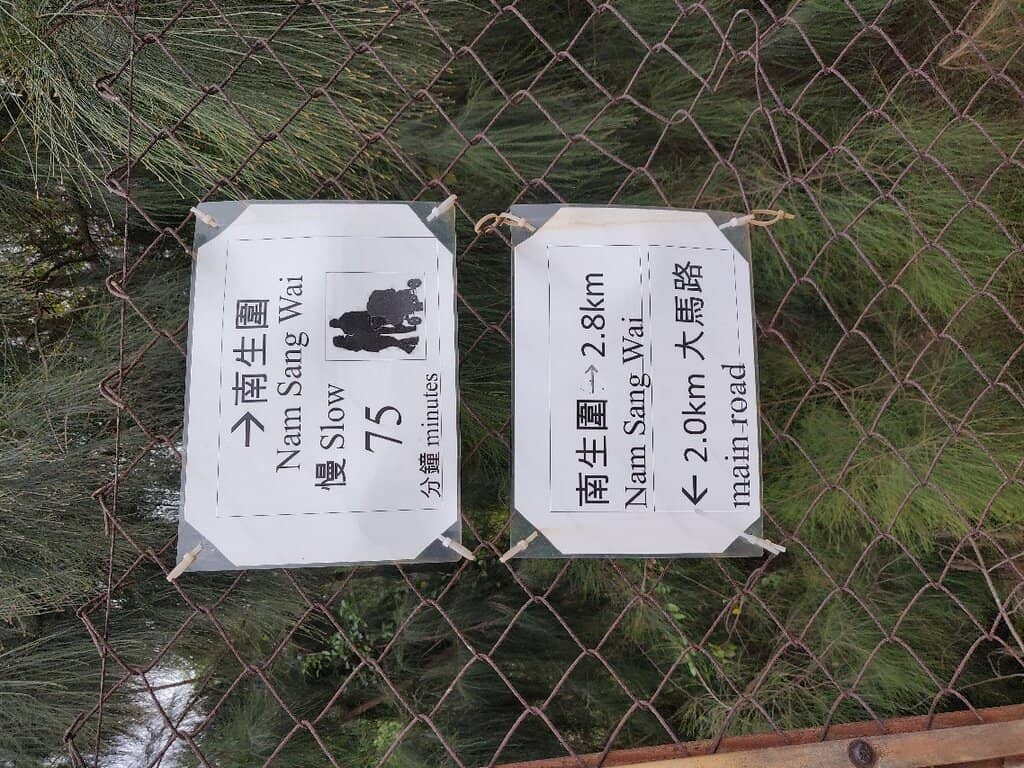 →南生圍
Nam Sang Wai
慢 Slow
75
分鐘 minutes
南生圍→2.8km
Nam Sang Wai
← 2.0km 大馬路
main road